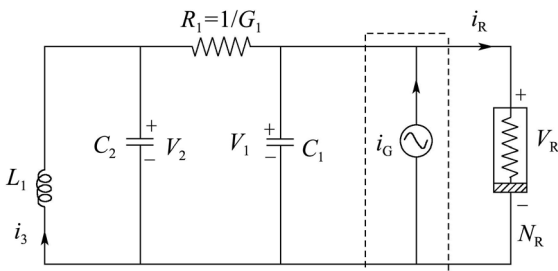 R₁=1/G₁
i_R
+
C₂
+
−
V₂
V₁
+
−
C₁
i_G
V_R
L₁
−
N_R
i₃